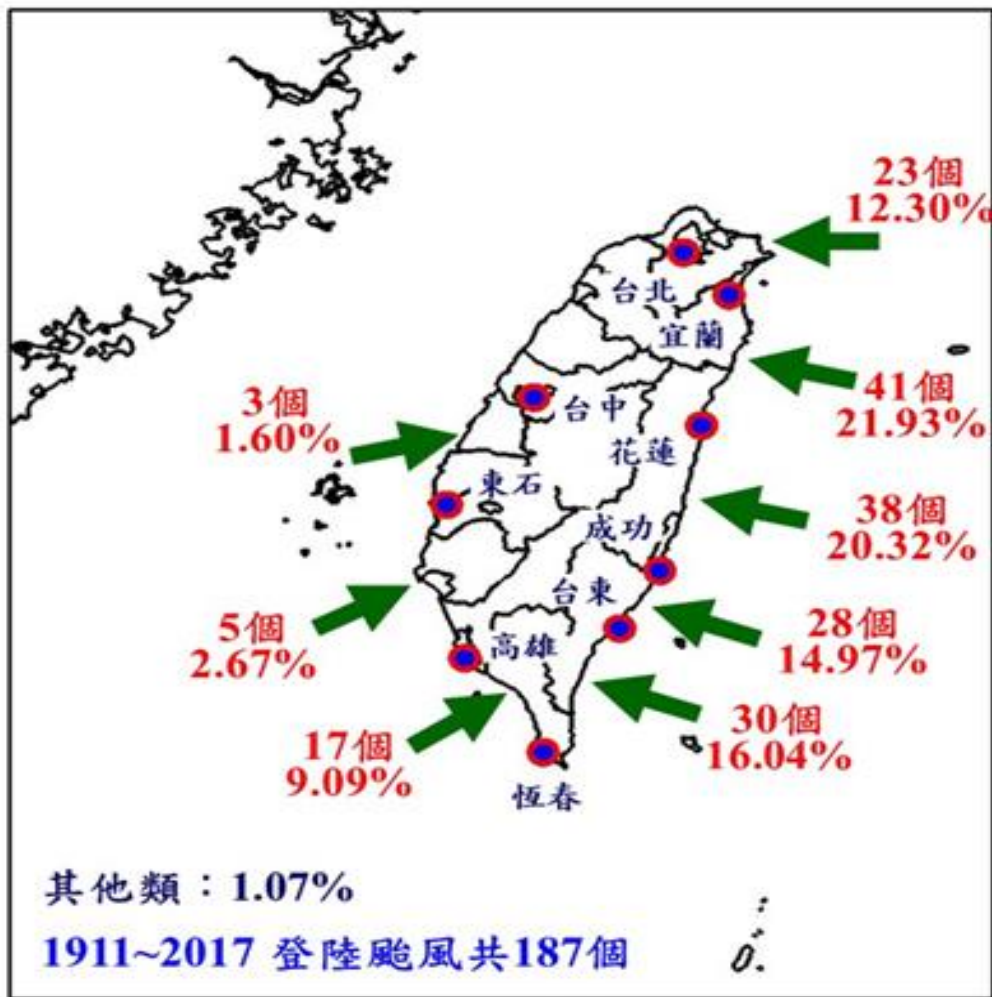 23個
12.30%
台北
宜蘭
41個
21.93%
3個
1.60%
台中
花蓮
東石
38個
20.32%
成功
台東
5個
2.67%
28個
14.97%
高雄
30個
16.04%
17個
9.09%
恆春
其他類：1.07%
1911~2017 登陸颱風共187個